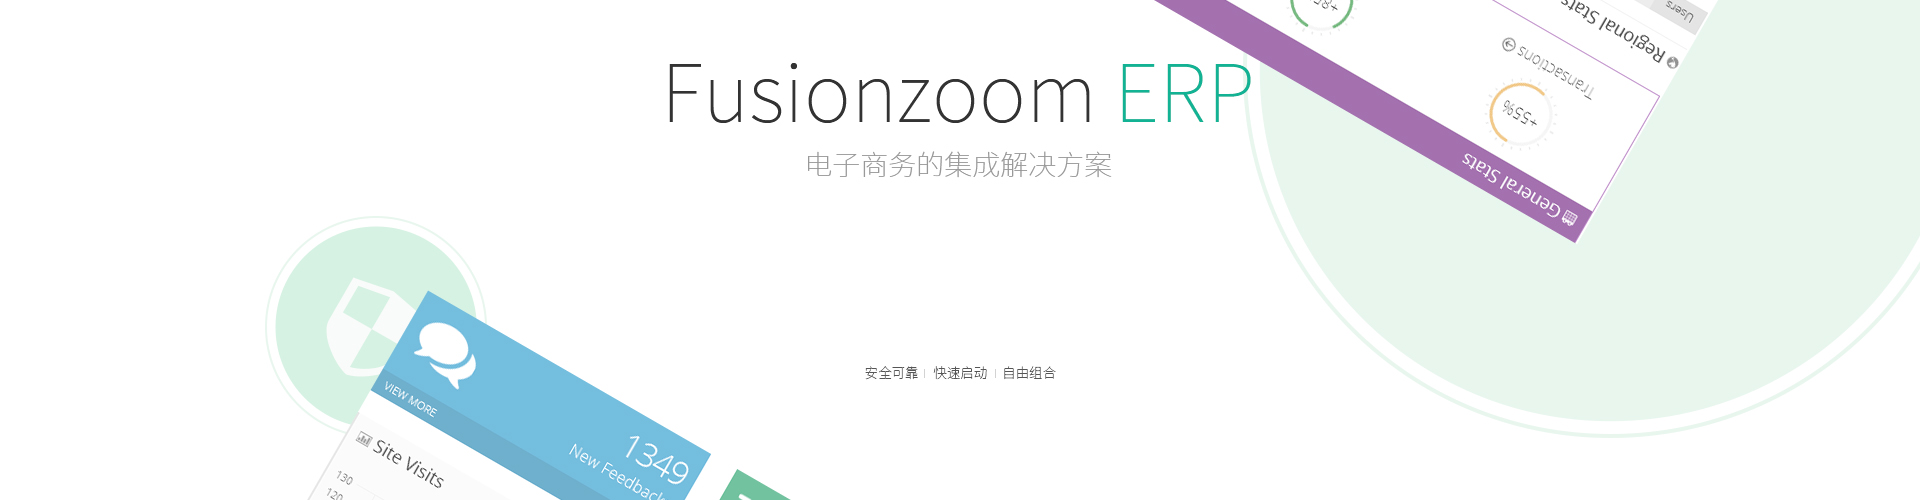 Fusionzoom ERP
电子商务的集成解决方案
安全可靠 | 快速启动 | 自由组合
Users
Regional Stats
Transactions
+55%
General Stats
VIEW MORE
1349
New Feedbacks
Site Visits
130
120